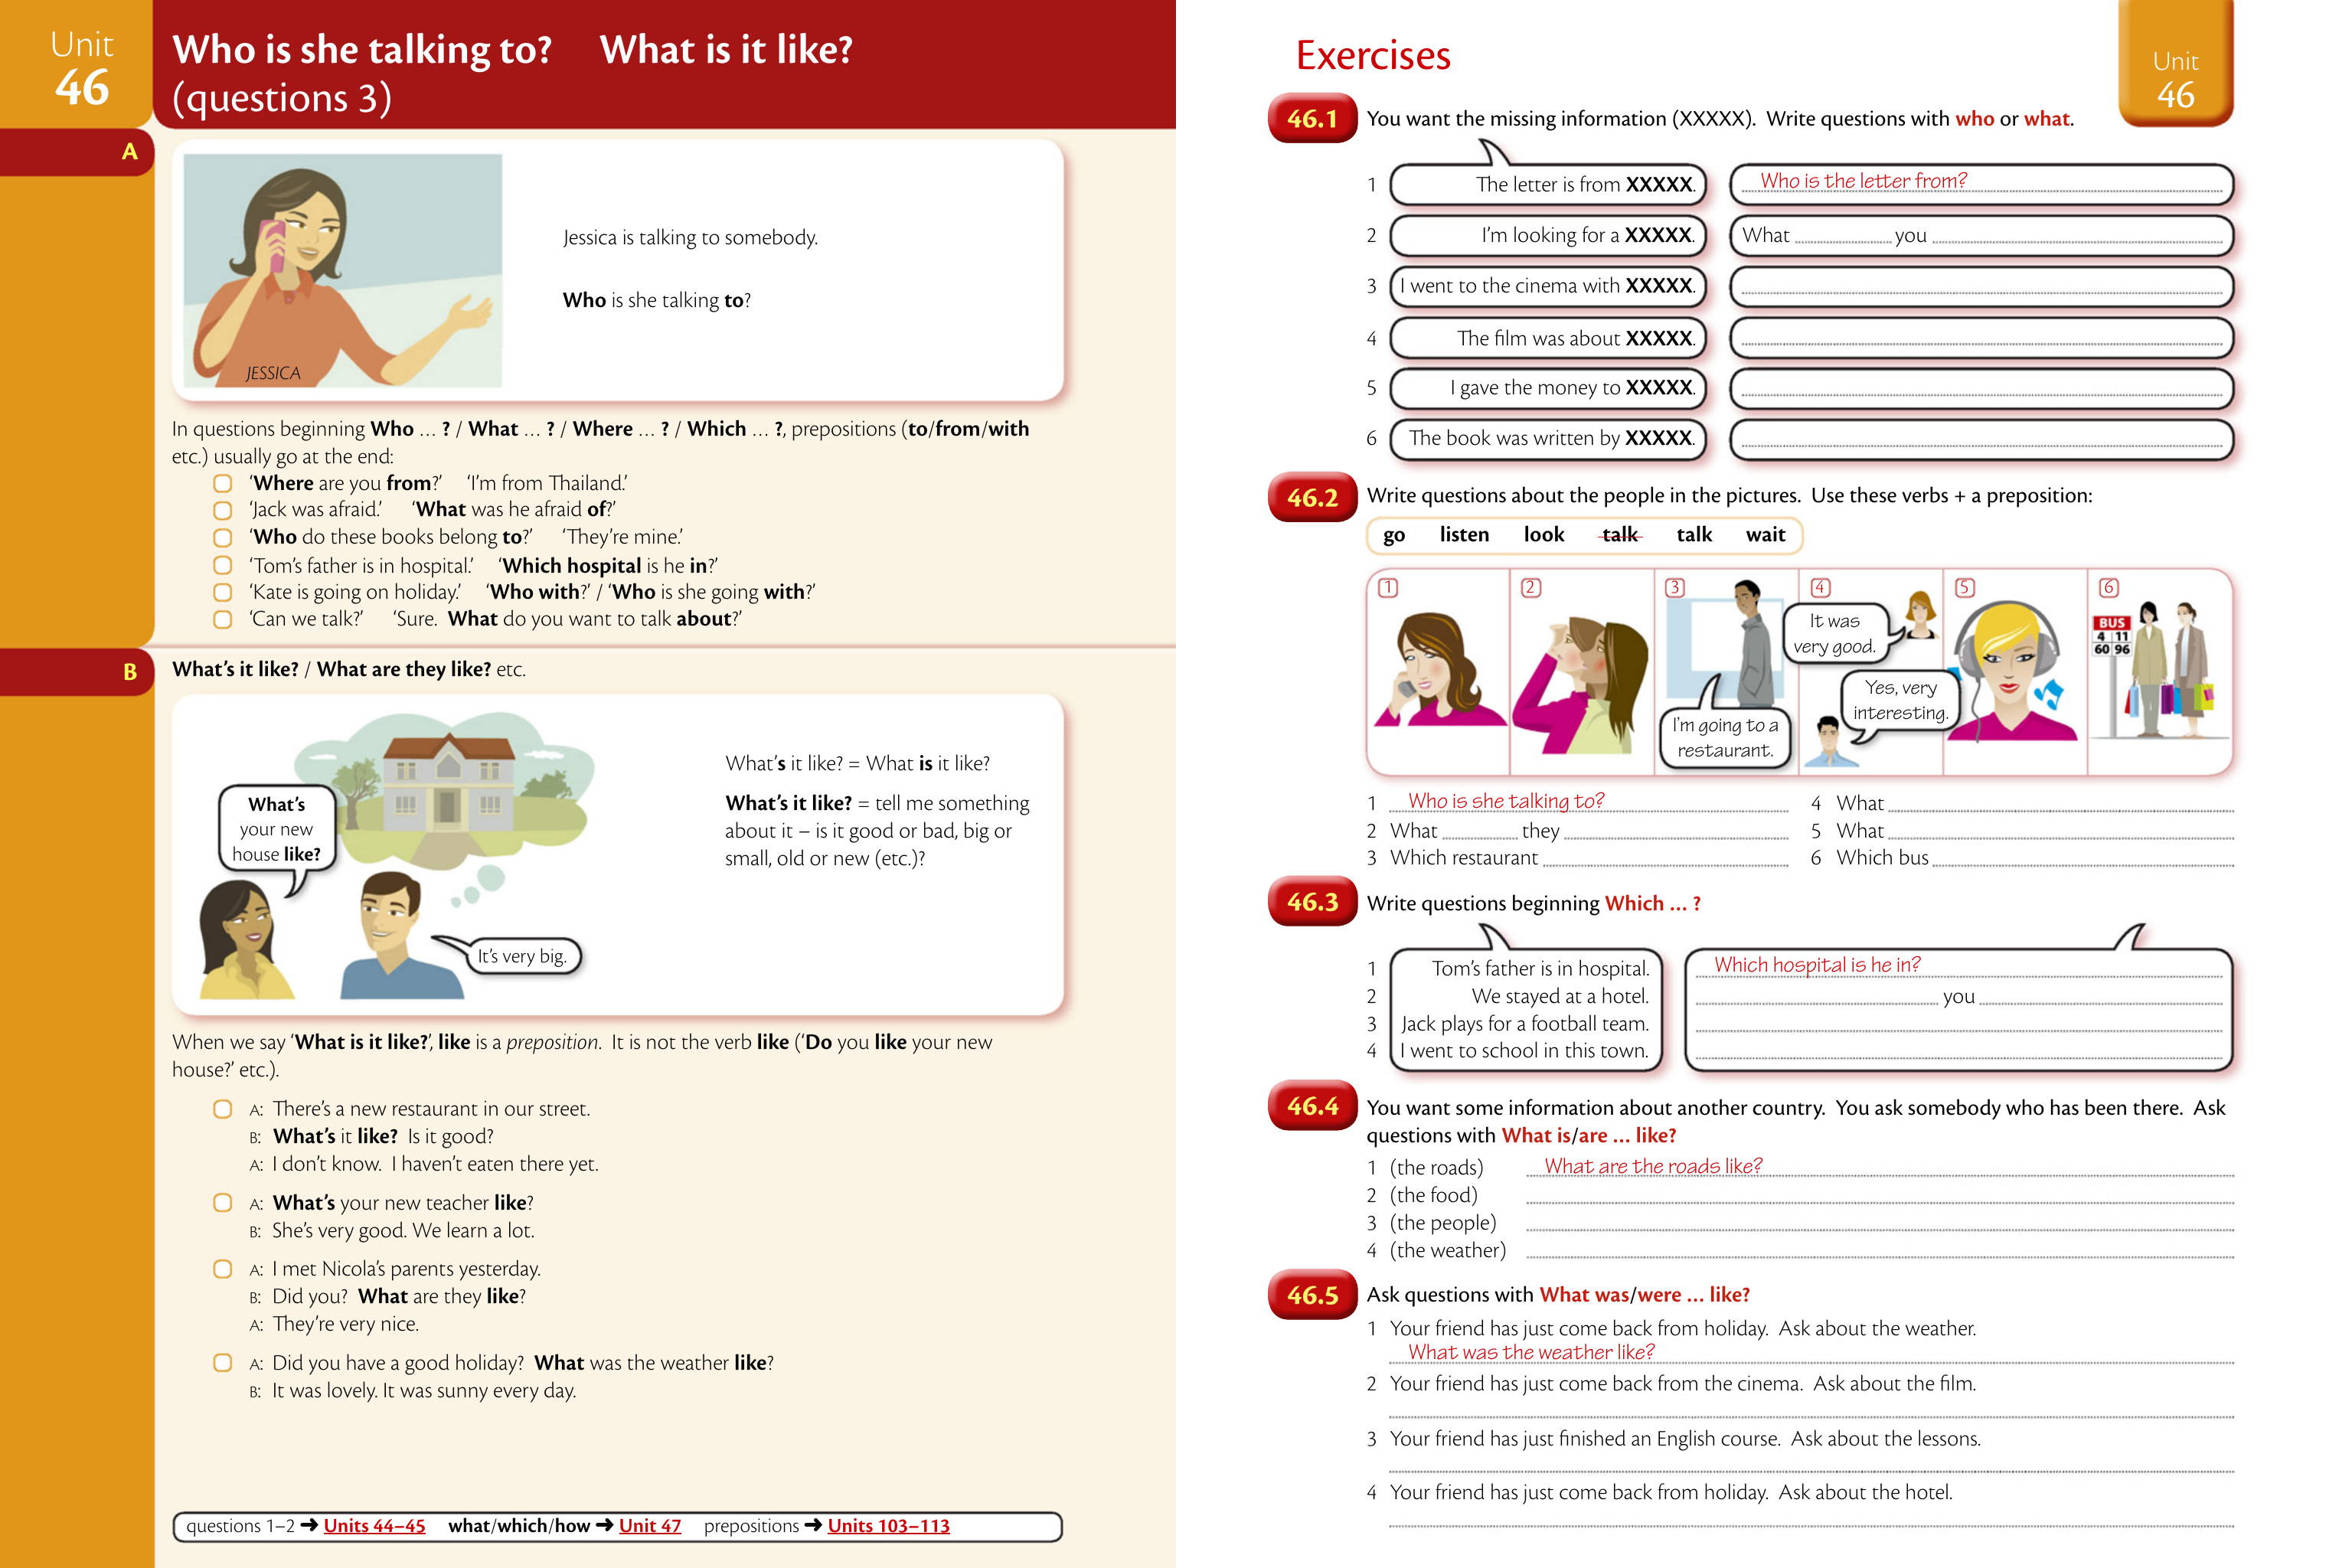 Unit
46
Who is she talking to? What is it like?
(questions 3)
A
JESSICA
Jessica is talking to somebody.
Who is she talking to?
In questions beginning Who … ? / What … ? / Where … ? / Which … ?, prepositions (to/from/with
etc.) usually go at the end:
‘Where are you from?’ ‘I’m from Thailand.’
‘Jack was afraid.’ ‘What was he afraid of?’
‘Who do these books belong to?’ ‘They’re mine.’
‘Tom’s father is in hospital.’ ‘Which hospital is he in?’
‘Kate is going on holiday.’ ‘Who with?’ / ‘Who is she going with?’
‘Can we talk?’ ‘Sure. What do you want to talk about?’
B
What’s it like? / What are they like? etc.
What’s
your new
house like?
It’s very big.
What’s it like? = What is it like?
What’s it like? = tell me something
about it – is it good or bad, big or
small, old or new (etc.)?
When we say ‘What is it like?’, like is a preposition. It is not the verb like (‘Do you like your new
house?’ etc.).
A: There’s a new restaurant in our street.
B: What’s it like? Is it good?
A: I don’t know. I haven’t eaten there yet.
A: What’s your new teacher like?
B: She’s very good. We learn a lot.
A: I met Nicola’s parents yesterday.
B: Did you? What are they like?
A: They’re very nice.
A: Did you have a good holiday? What was the weather like?
B: It was lovely. It was sunny every day.
questions 1–2 ➜ Units 44–45 what/which/how ➜ Unit 47 prepositions ➜ Units 103–113
Exercises
Unit
46
46.1 You want the missing information (XXXXX). Write questions with who or what.
1 The letter is from XXXXX. Who is the letter from?
2 I’m looking for a XXXXX. What you
3 I went to the cinema with XXXXX.
4 The film was about XXXXX.
5 I gave the money to XXXXX.
6 The book was written by XXXXX.
46.2 Write questions about the people in the pictures. Use these verbs + a preposition:
go listen look talk talk wait
1 2 3 4 5 6
I’m going to a
restaurant.
It was
very good.
Yes, very
interesting.
BUS
4 11
60 96
1 Who is she talking to?
2 What they
3 Which restaurant
4 What
5 What
6 Which bus
46.3 Write questions beginning Which … ?
1 Tom’s father is in hospital. Which hospital is he in?
2 We stayed at a hotel. you
3 Jack plays for a football team.
4 I went to school in this town.
46.4 You want some information about another country. You ask somebody who has been there. Ask
questions with What is/are … like?
1 (the roads) What are the roads like?
2 (the food)
3 (the people)
4 (the weather)
46.5 Ask questions with What was/were … like?
1 Your friend has just come back from holiday. Ask about the weather.
What was the weather like?
2 Your friend has just come back from the cinema. Ask about the film.
3 Your friend has just finished an English course. Ask about the lessons.
4 Your friend has just come back from holiday. Ask about the hotel.